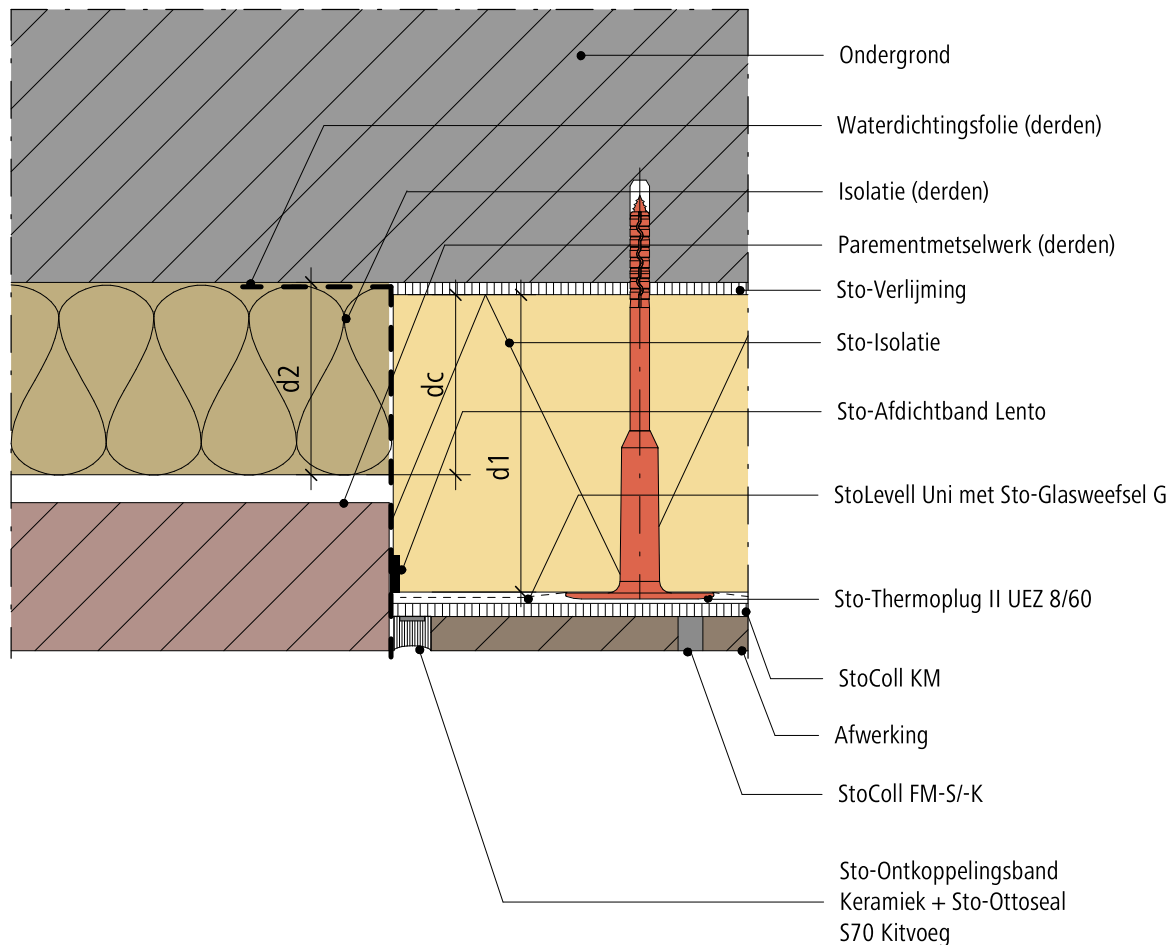 Ondergrond
Waterdichtingsfolie (derden)
Isolatie (derden)
Parementmetselwerk (derden)
Sto-Verlijming
Sto-Isolatie
d2
dc
d1
Sto-Afdichtband Lento
StoLevell Uni met Sto-Glasweefsel G
Sto-Thermoplug II UEZ 8/60
StoColl KM
Afwerking
StoColl FM-S/-K
Sto-Ontkoppelingsband
Keramiek + Sto-Ottoseal
S70 Kitvoeg